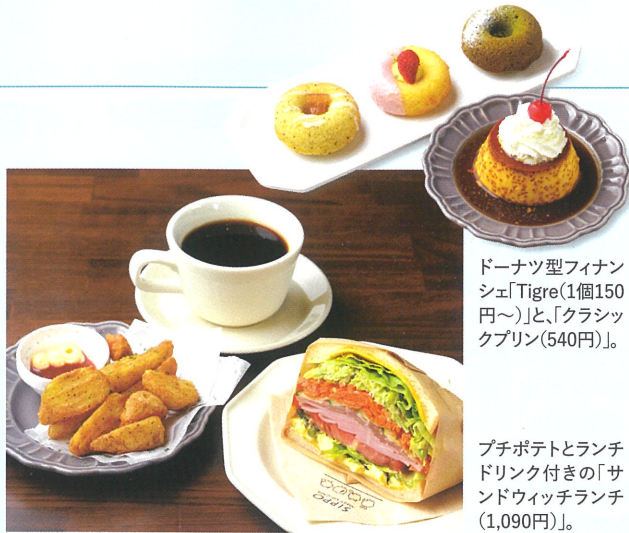 ドーナツ型フィナン
シェ「Tigre(1個150
円〜)」と、「クラシッ
クプリン(540円)」。
プチポテトとランチ
ドリンク付きの「サ
ンドウィッチランチ
(1,090円)」。
SIPPO